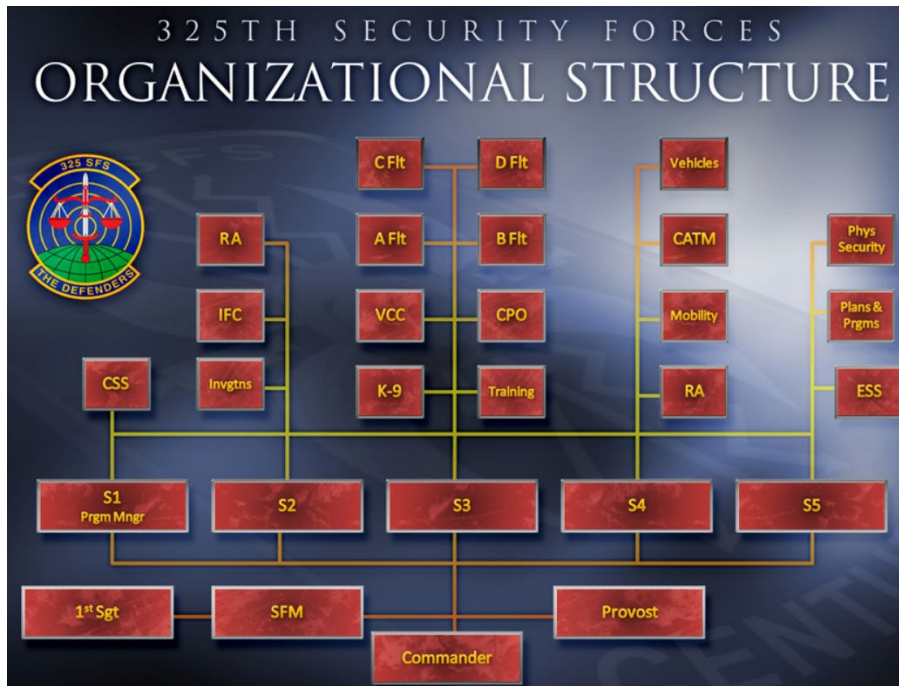 325TH SECURITY FORCES
ORGANIZATIONAL STRUCTURE
325 SFS
THE DEFENDERS
C Flt
D Flt
Vehicles
RA
A Flt
B Flt
CATM
Phys
Security
IFC
VCC
CPO
Mobility
Plans &
Prgms
CSS
Invgtns
K-9
Training
RA
ESS
S1
Prgm Mngr
S2
S3
S4
S5
1st Sgt
SFM
Provost
Commander